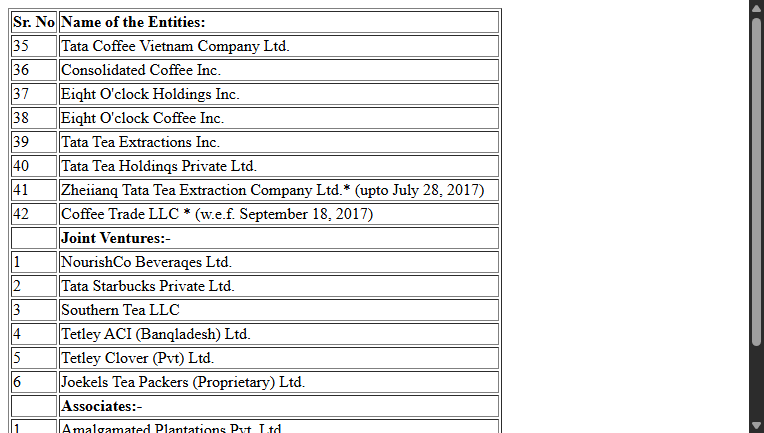 Sr. No Name of the Entities:
35 Tata Coffee Vietnam Company Ltd.
36 Consolidated Coffee Inc.
37 Eiqht O'clock Holdings Inc.
38 Eiqht O'clock Coffee Inc.
39 Tata Tea Extractions Inc.
40 Tata Tea Holdinqs Private Ltd.
41 Zheiianq Tata Tea Extraction Company Ltd.* (upto July 28, 2017)
42 Coffee Trade LLC * (w.e.f. September 18, 2017)
Joint Ventures:-
1 NourishCo Beveraqes Ltd.
2 Tata Starbucks Private Ltd.
3 Southern Tea LLC
4 Tetley ACI (Banqladesh) Ltd.
5 Tetley Clover (Pvt) Ltd.
6 Joekels Tea Packers (Proprietary) Ltd.
Associates:-
1 Amalgamated Plantations Pvt. Ltd.